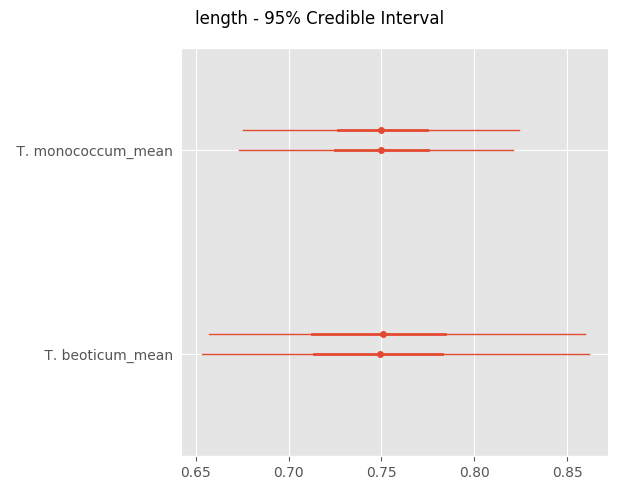 length - 95% Credible Interval
T. monococcum_mean
T. beoticum_mean
0.65 0.70 0.75 0.80 0.85